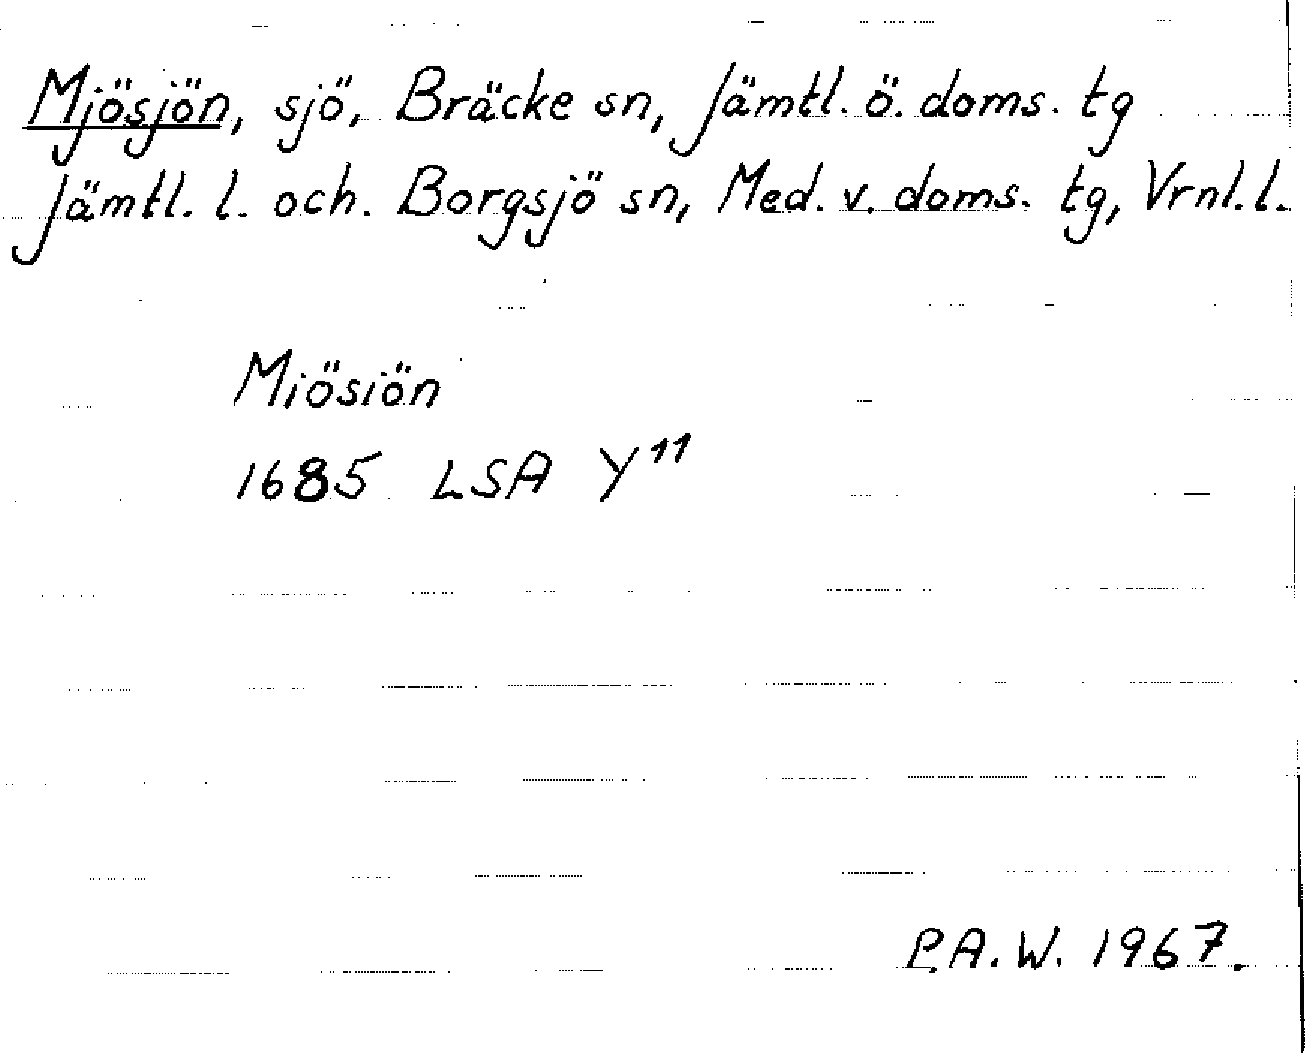 Mjösjön, sjö, Bräcke sn, Jämtl. ö. doms. tg
Jämtl. l. och. Borgsjö sn, Med. v. doms. tg, Vrnl. l.
Miösiön
1685 LSA Y¹¹
P.A.W. 1967.